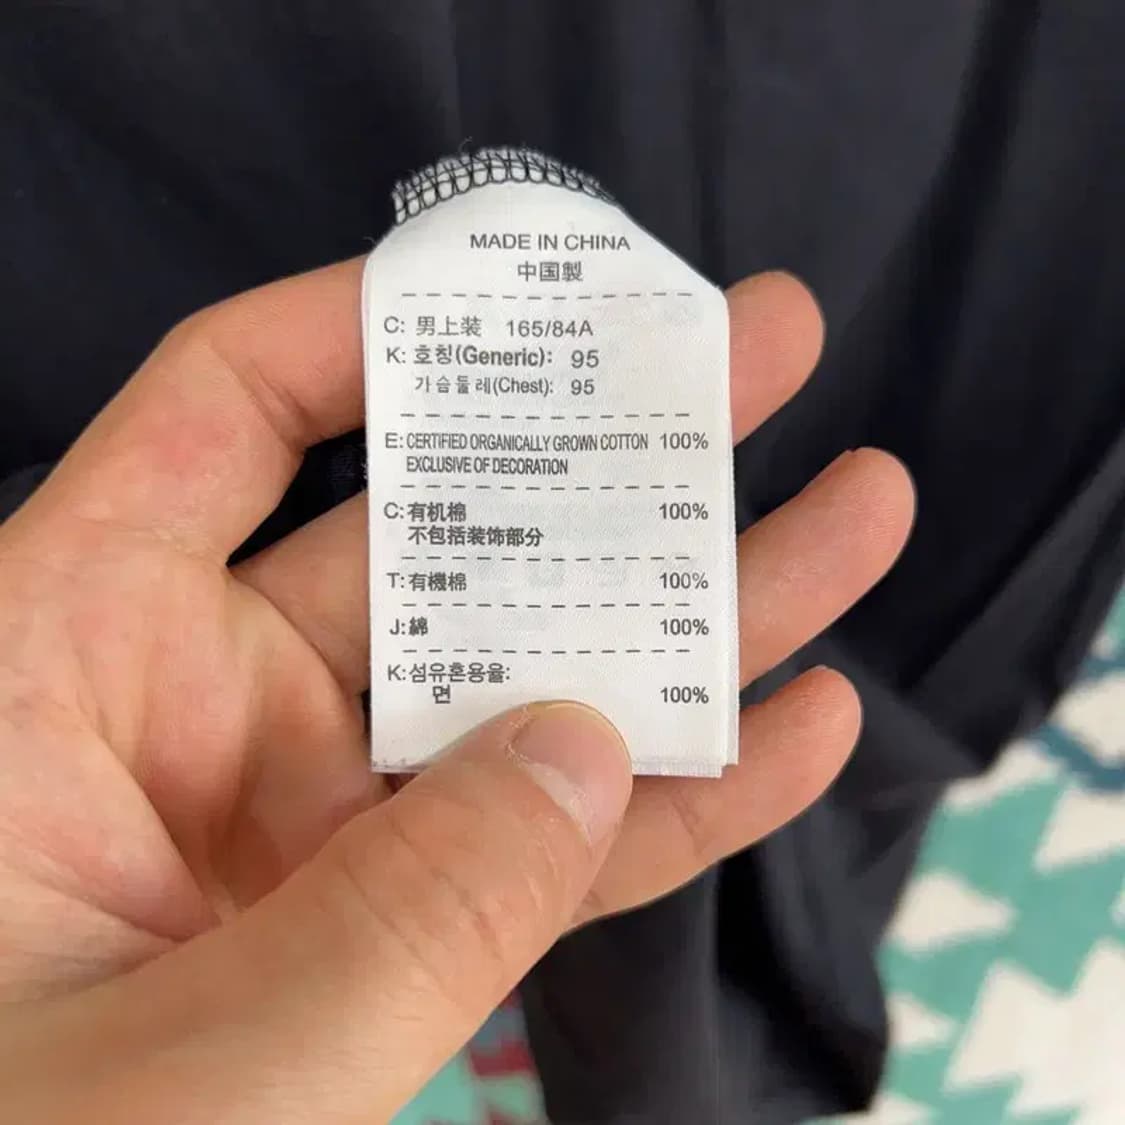 MADE IN CHINA
中国製
C: 男上装 165/84A
K: 호칭(Generic): 95
가슴둘레(Chest): 95
E: CERTIFIED ORGANICALLY GROWN COTTON 100%
EXCLUSIVE OF DECORATION
C:有机棉 100%
不包括装饰部分
T:有機棉 100%
J:綿 100%
K:섬유혼용율:
면 100%